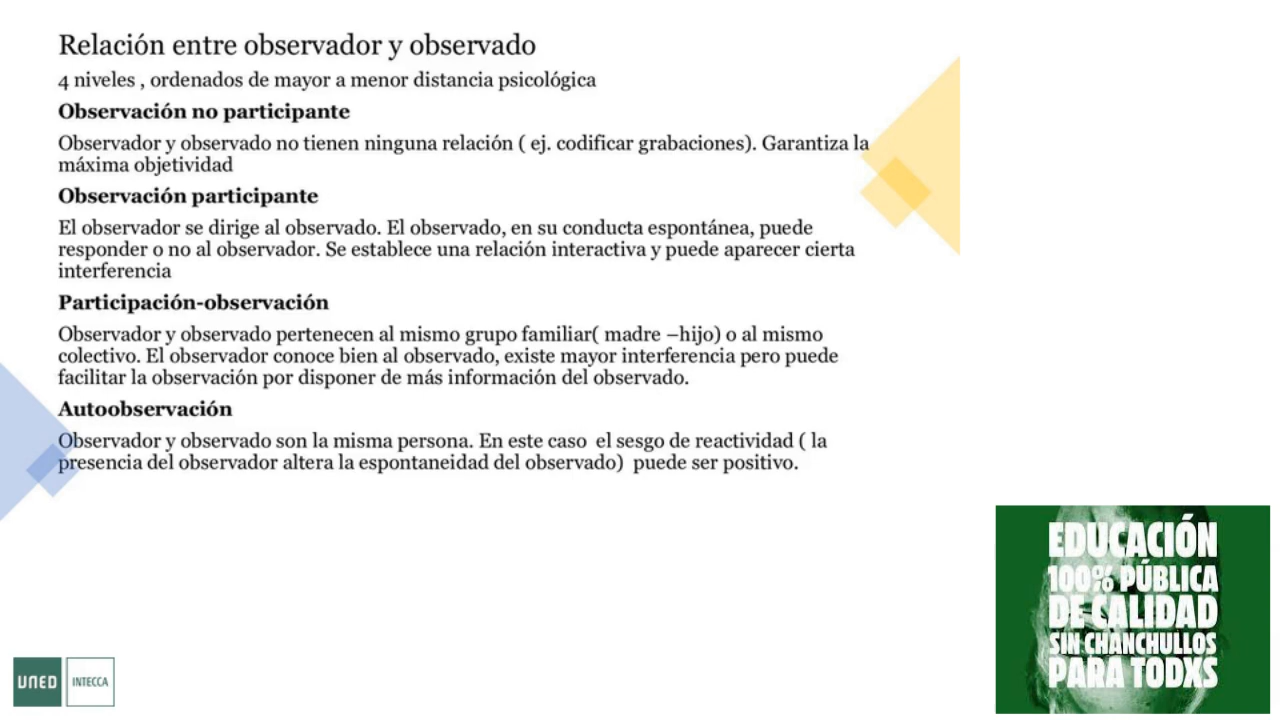 Relación entre observador y observado
4 niveles , ordenados de mayor a menor distancia psicológica
Observación no participante
Observador y observado no tienen ninguna relación ( ej. codificar grabaciones). Garantiza la
máxima objetividad
Observación participante
El observador se dirige al observado. El observado, en su conducta espontánea, puede
responder o no al observador. Se establece una relación interactiva y puede aparecer cierta
interferencia
Participación-observación
Observador y observado pertenecen al mismo grupo familiar( madre –hijo) o al mismo
colectivo. El observador conoce bien al observado, existe mayor interferencia pero puede
facilitar la observación por disponer de más información del observado.
Autoobservación
Observador y observado son la misma persona. En este caso  el sesgo de reactividad ( la
presencia del observador altera la espontaneidad del observado)  puede ser positivo.
EDUCACIÓN
100% PÚBLICA
DE CALIDAD
SIN CHANCHULLOS
PARA TODXS
UNED
INTECCA